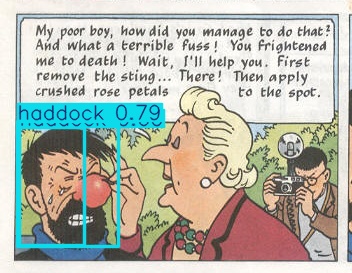 My poor boy, how did you manage to do that?
And what a terrible fuss! You frightened
me to death! Wait, I'll help you. First
remove the sting... There! Then apply
crushed rose petals to the spot.
haddock 0.79